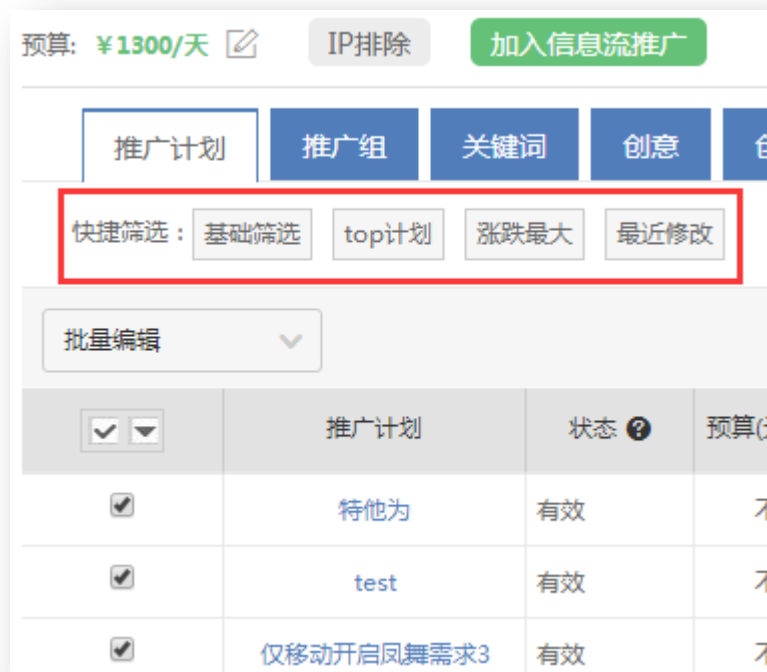 预算: ¥1300/天 IP排除 加入信息流推广
推广计划 推广组 关键词 创意
快捷筛选： 基础筛选 top计划 涨跌最大 最近修改
批量编辑
推广计划 状态 预算(
特他为 有效
test 有效
仅移动开启凤舞需求3 有效